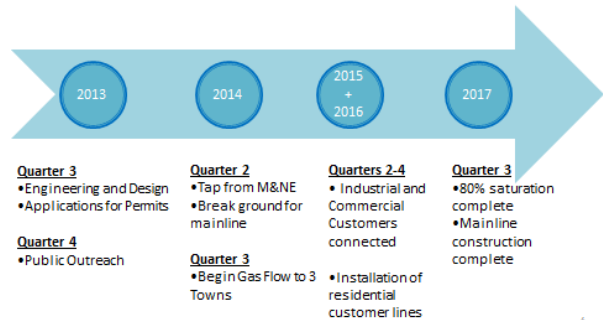 2013
2014
2015
+
2016
2017
Quarter 3
•Engineering and Design
•Applications for Permits
Quarter 4
•Public Outreach
Quarter 2
•Tap from M&NE
•Break ground for
mainline
Quarter 3
•Begin Gas Flow to 3
Towns
Quarters 2-4
• Industrial and
Commercial
Customers
connected
•Installation of
residential
customer lines
Quarter 3
•80% saturation
complete
•Mainline
construction
complete